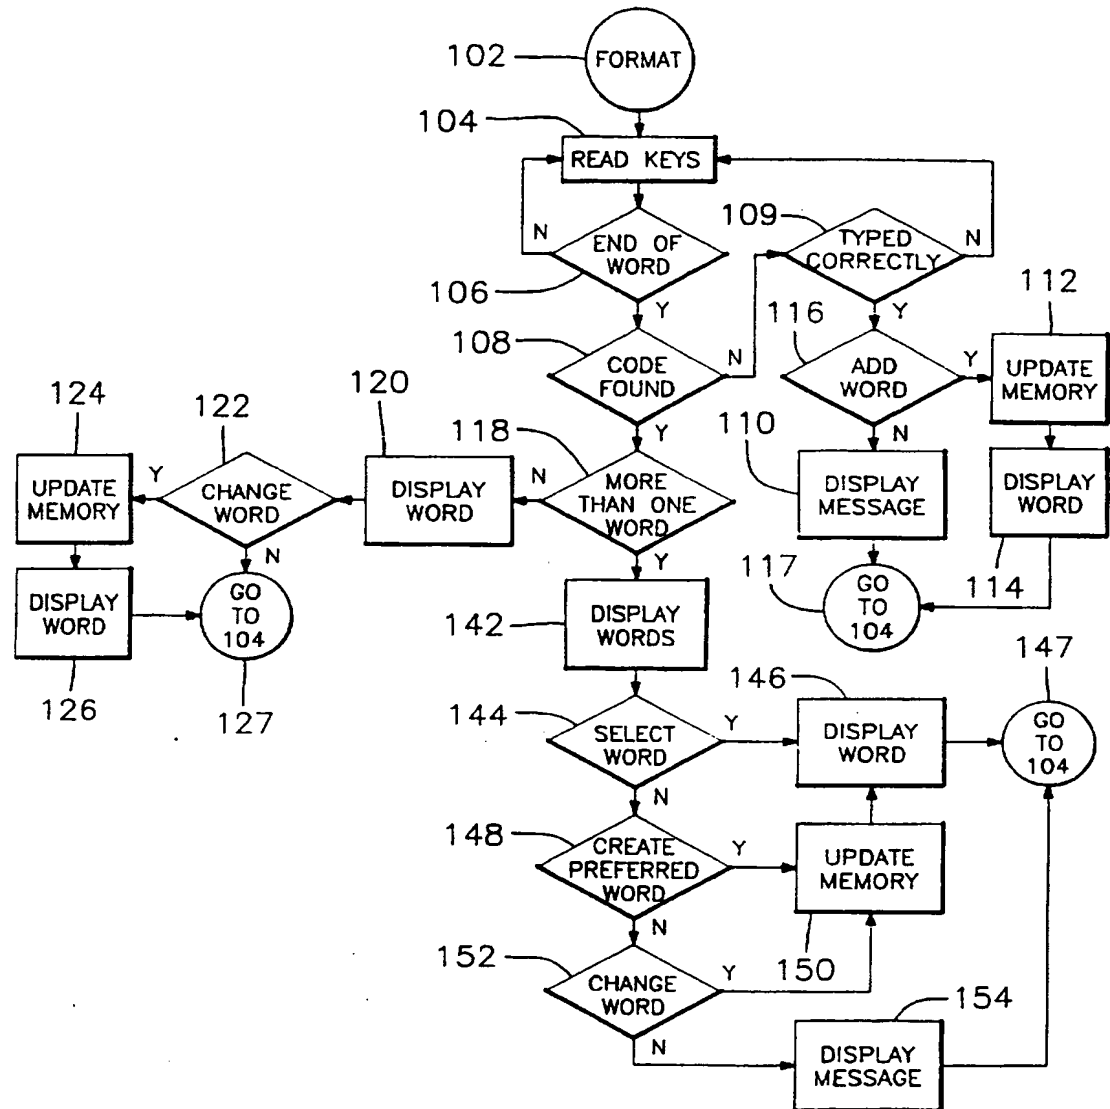 102
FORMAT
104
READ KEYS
N
END OF
WORD
106
Y
109
TYPED
CORRECTLY
N
Y
108
CODE
FOUND
N
Y
116
ADD
WORD
Y
N
112
UPDATE
MEMORY
110
DISPLAY
MESSAGE
DISPLAY
WORD
114
117
GO
TO
104
118
MORE
THAN ONE
WORD
N
Y
120
DISPLAY
WORD
122
CHANGE
WORD
Y
N
124
UPDATE
MEMORY
DISPLAY
WORD
126
GO
TO
104
127
142
DISPLAY
WORDS
144
SELECT
WORD
Y
N
146
DISPLAY
WORD
147
GO
TO
104
148
CREATE
PREFERRED
WORD
Y
N
UPDATE
MEMORY
150
152
CHANGE
WORD
Y
N
154
DISPLAY
MESSAGE